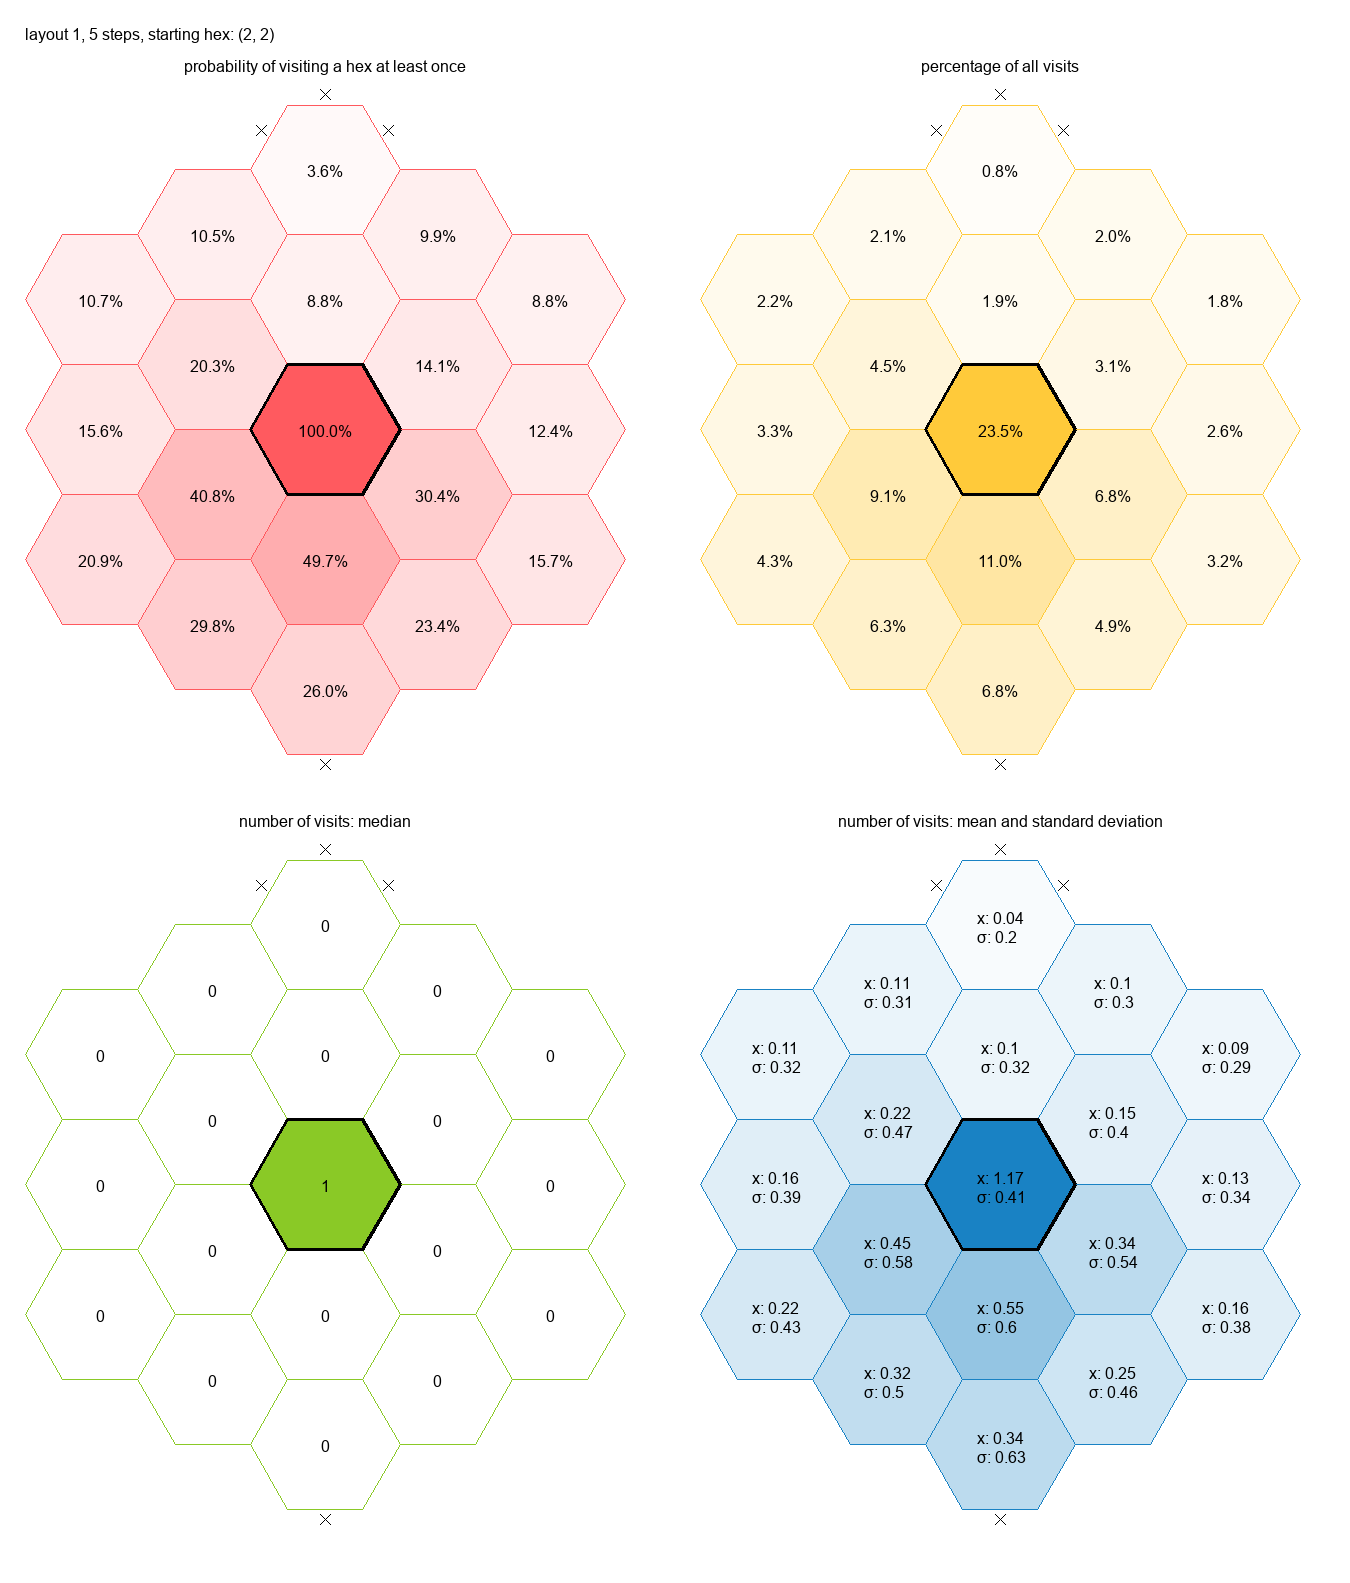 layout 1, 5 steps, starting hex: (2, 2)
probability of visiting a hex at least once
3.6%
10.5%
9.9%
10.7%
8.8%
8.8%
20.3%
14.1%
15.6%
100.0%
12.4%
40.8%
30.4%
20.9%
49.7%
15.7%
29.8%
23.4%
26.0%
percentage of all visits
0.8%
2.1%
2.0%
2.2%
1.9%
1.8%
4.5%
3.1%
3.3%
23.5%
2.6%
9.1%
6.8%
4.3%
11.0%
3.2%
6.3%
4.9%
6.8%
number of visits: median
0
0
0
0
0
0
0
0
0
1
0
0
0
0
0
0
0
0
0
number of visits: mean and standard deviation
x: 0.04
σ: 0.2
x: 0.11
σ: 0.31
x: 0.1
σ: 0.3
x: 0.11
σ: 0.32
x: 0.1
σ: 0.32
x: 0.09
σ: 0.29
x: 0.22
σ: 0.47
x: 0.15
σ: 0.4
x: 0.16
σ: 0.39
x: 1.17
σ: 0.41
x: 0.13
σ: 0.34
x: 0.45
σ: 0.58
x: 0.34
σ: 0.54
x: 0.22
σ: 0.43
x: 0.55
σ: 0.6
x: 0.16
σ: 0.38
x: 0.32
σ: 0.5
x: 0.25
σ: 0.46
x: 0.34
σ: 0.63